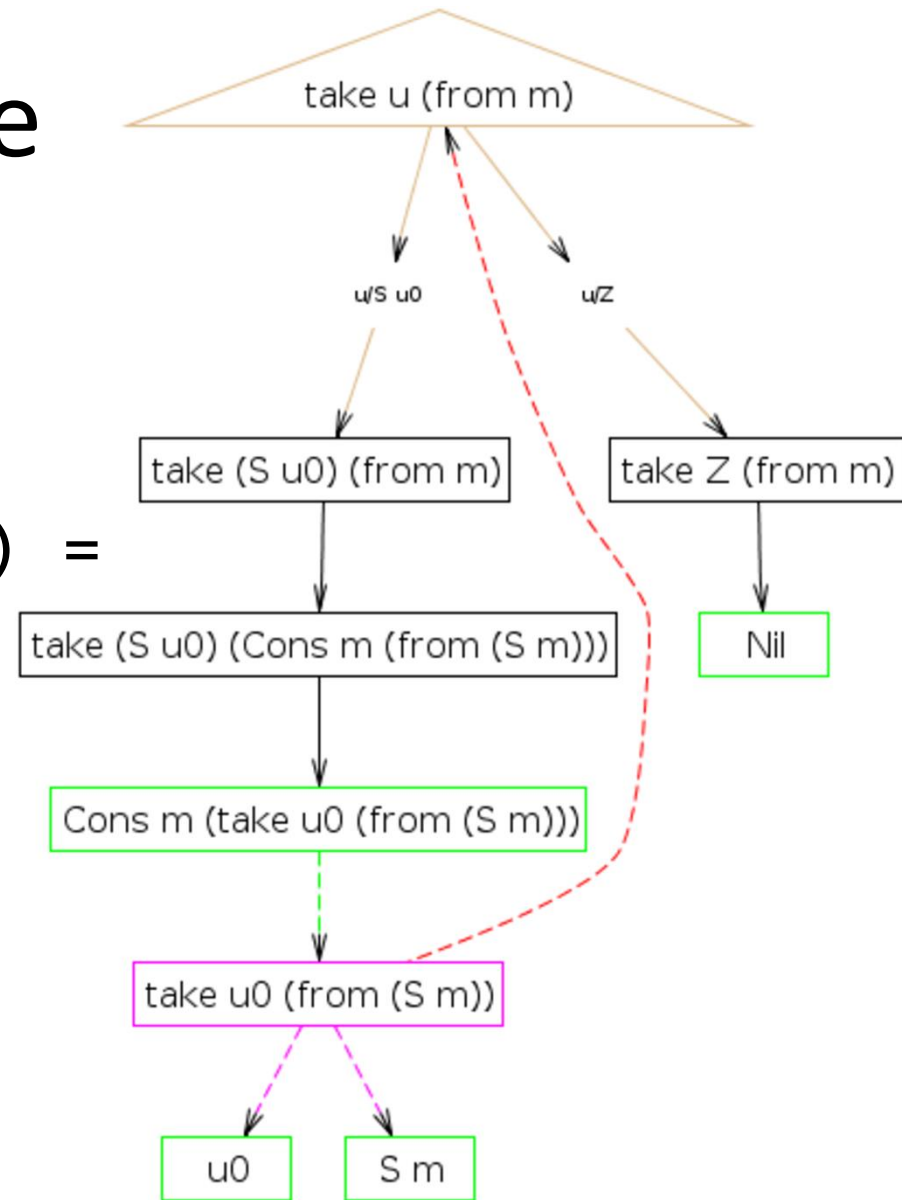 take u (from m)
e
u/S u0
u/Z
take (S u0) (from m)
take Z (from m)
) =
take (S u0) (Cons m (from (S m)))
Nil
Cons m (take u0 (from (S m)))
take u0 (from (S m))
u0
S m